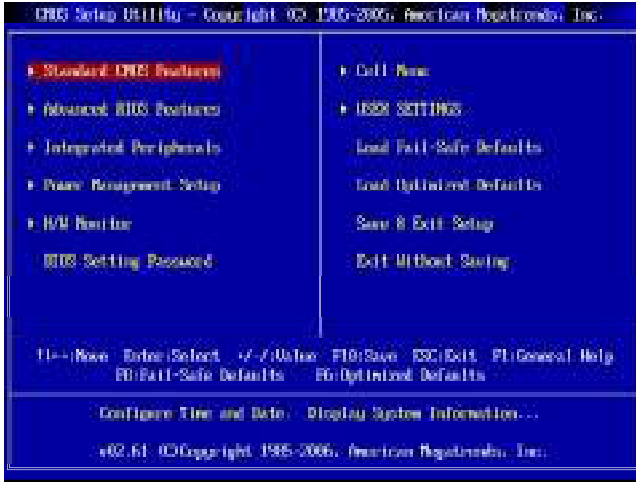 CMOS Setup Utility - Copyright (C) 1985-2005, American Megatrends, Inc.
Standard CMOS Features
Advanced BIOS Features
Integrated Peripherals
Power Management Setup
H/W Monitor
BIOS Setting Password
Cell Menu
USER SETTINGS
Load Fail-Safe Defaults
Load Optimized Defaults
Save & Exit Setup
Exit Without Saving
:Move Enter:Select +/-/:Value F10:Save ESC:Exit F1:General Help
:Fail-Safe Defaults F6:Optimized Defaults
Configure Time and Date. Display System Information...
v02.61 (C)Copyright 1985-2006, American Megatrends, Inc.